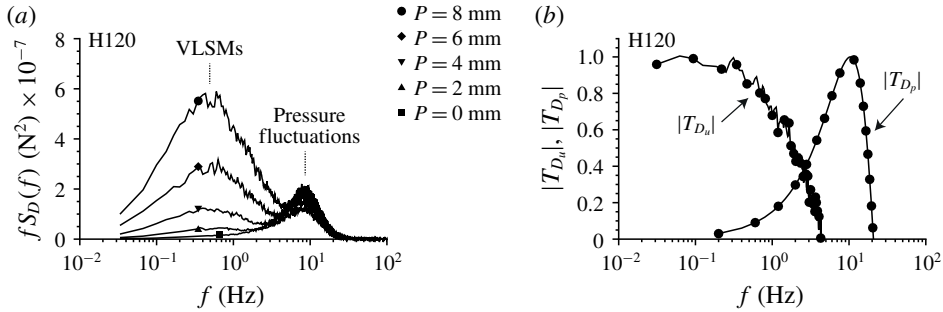 (a)
H120
VLSMs
Pressure
fluctuations
f S_D(f) (N²) × 10⁻⁷
8
6
4
2
0
10⁻² 10⁻¹ 10⁰ 10¹ 10²
f (Hz)
P = 8 mm
P = 6 mm
P = 4 mm
P = 2 mm
P = 0 mm
(b)
H120
|T_{D_u}|, |T_{D_p}|
1.0
0.8
0.6
0.4
0.2
0
|T_{D_u}|
|T_{D_p}|
10⁻² 10⁻¹ 10⁰ 10¹ 10²
f (Hz)